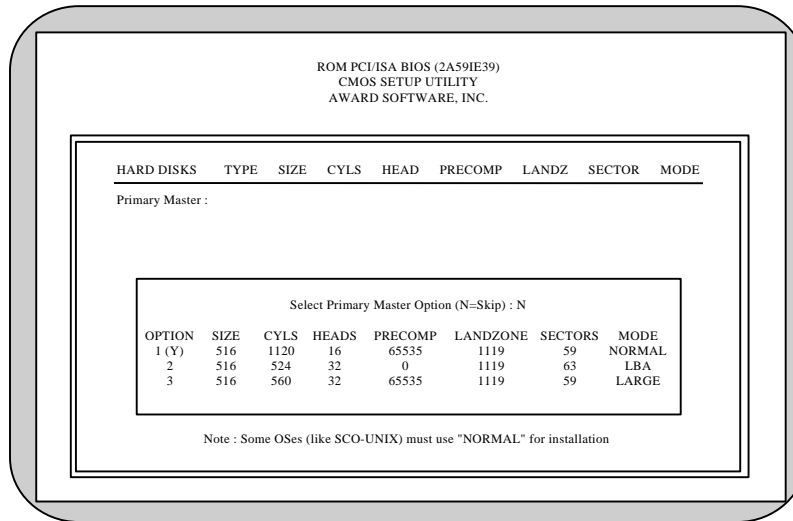 ROM PCI/ISA BIOS (2A59IE39)
CMOS SETUP UTILITY
AWARD SOFTWARE, INC.
HARD DISKS TYPE SIZE CYLS HEAD PRECOMP LANDZ SECTOR MODE
Primary Master :
Select Primary Master Option (N=Skip) : N
OPTION SIZE CYLS HEADS PRECOMP LANDZONE SECTORS MODE
1 (Y) 516 1120 16 65535 1119 59 NORMAL
2 516 524 32 0 1119 63 LBA
3 516 560 32 65535 1119 59 LARGE
Note : Some OSes (like SCO-UNIX) must use "NORMAL" for installation